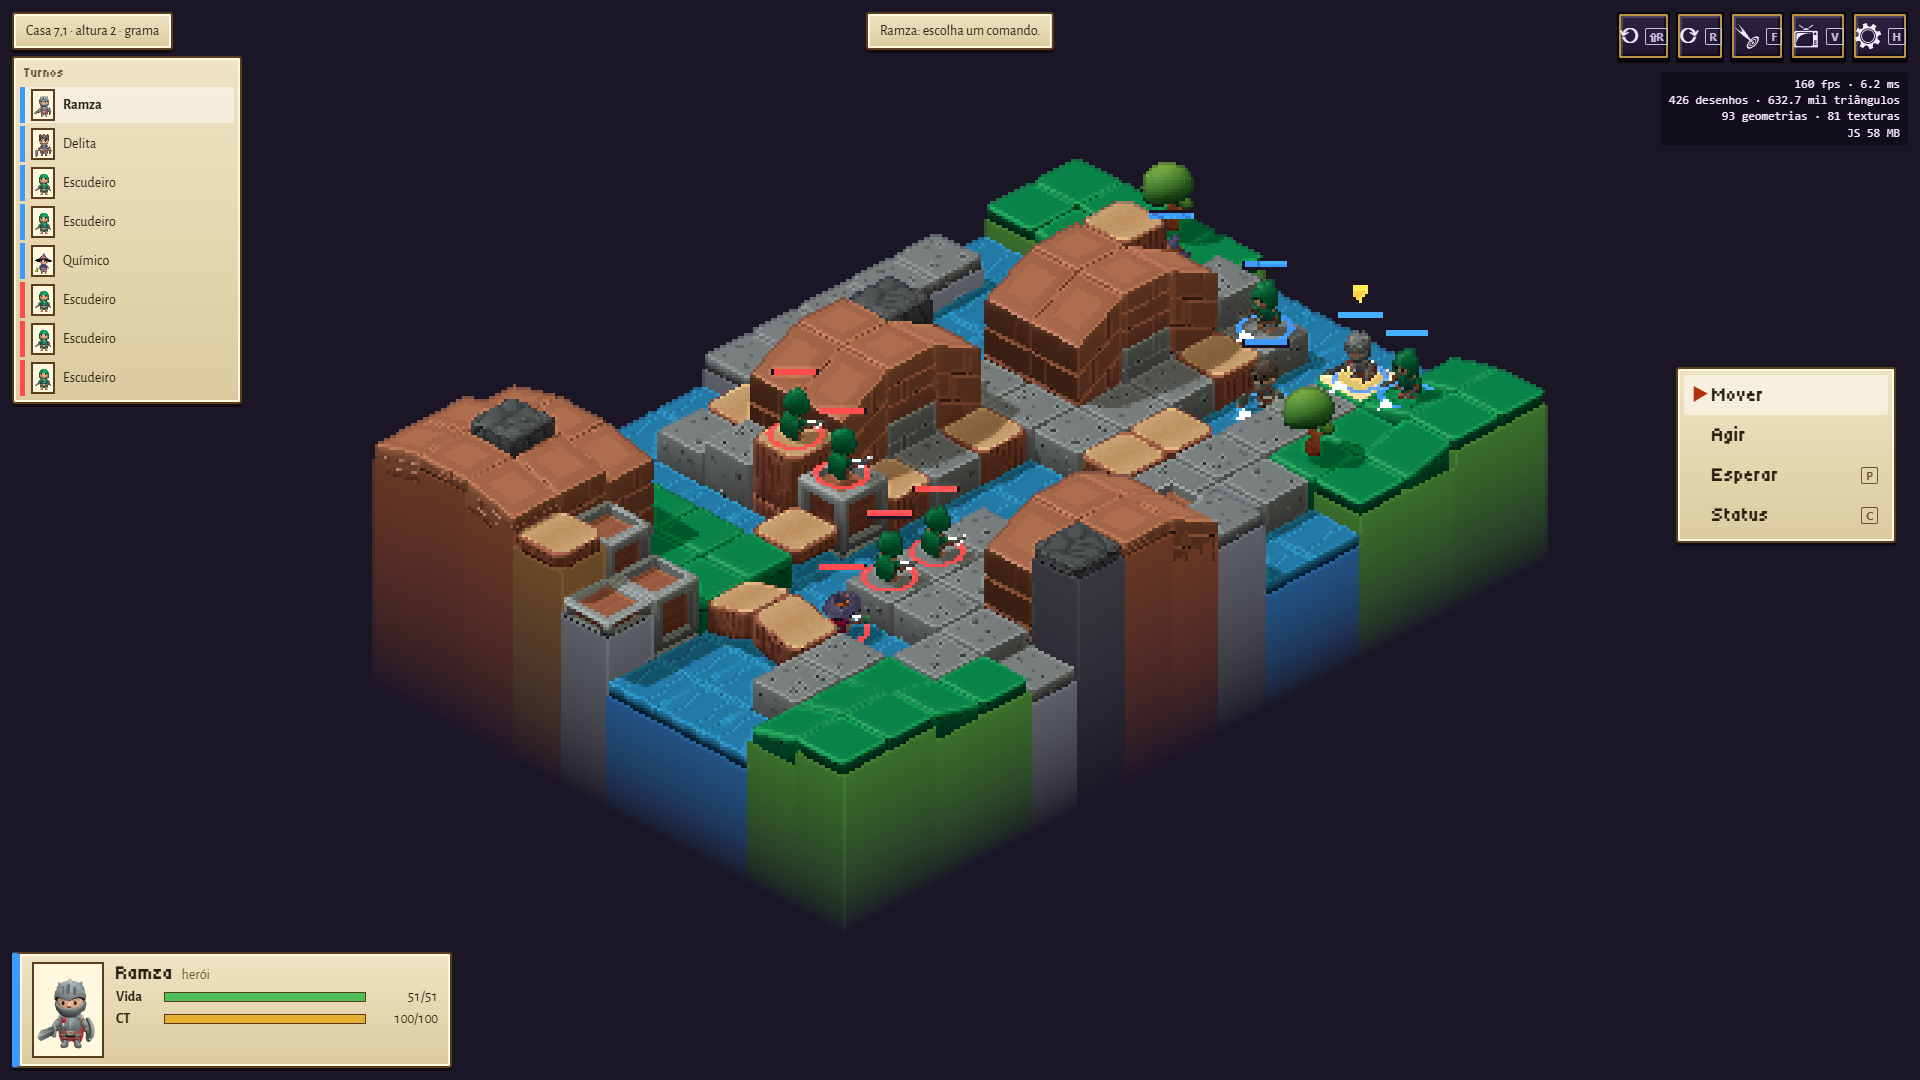 Casa 7,1 · altura 2 · grama
Ramza: escolha um comando.
⇧R
R
F
V
H
160 fps · 6.2 ms
426 desenhos · 632.7 mil triângulos
93 geometrias · 81 texturas
JS 58 MB
Turnos
Ramza
Delita
Escudeiro
Escudeiro
Químico
Escudeiro
Escudeiro
Escudeiro
Mover
Agir
Esperar P
Status C
Ramza herói
Vida 51/51
CT 100/100